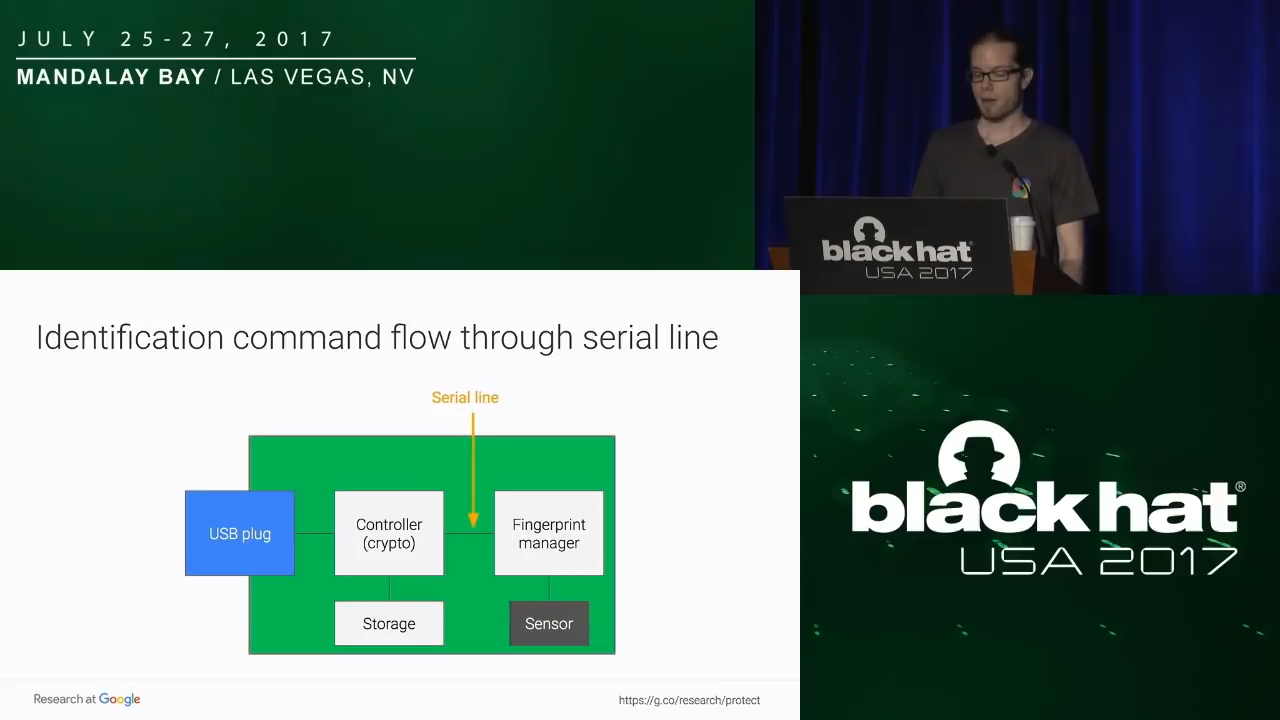 JULY 25-27, 2017
MANDALAY BAY / LAS VEGAS, NV
black hat
USA 2017
Identification command flow through serial line
Serial line
USB plug
Controller
(crypto)
Fingerprint
manager
Storage
Sensor
Research at Google
https://g.co/research/protect
black hat®
USA 2017